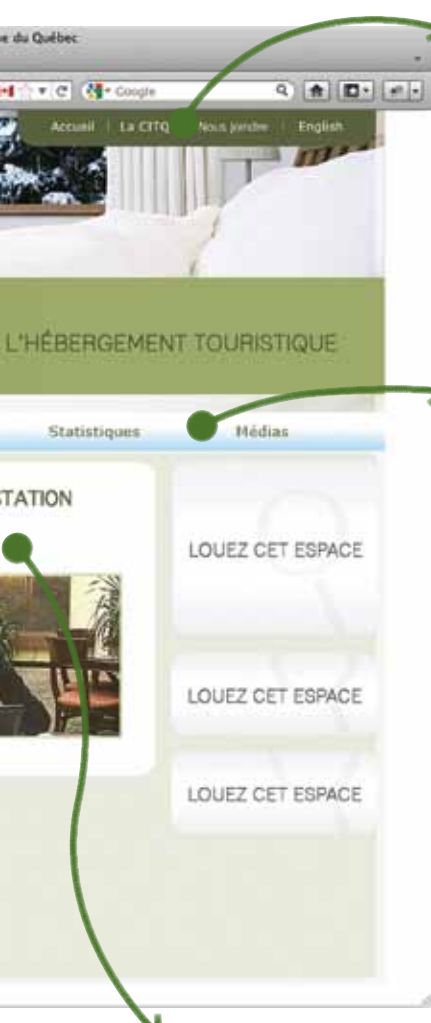 e du Québec
Google
Accueil | La CITQ Nous joindre | English
L'HÉBERGEMENT TOURISTIQUE
Statistiques Médias
STATION
LOUEZ CET ESPACE
LOUEZ CET ESPACE
LOUEZ CET ESPACE